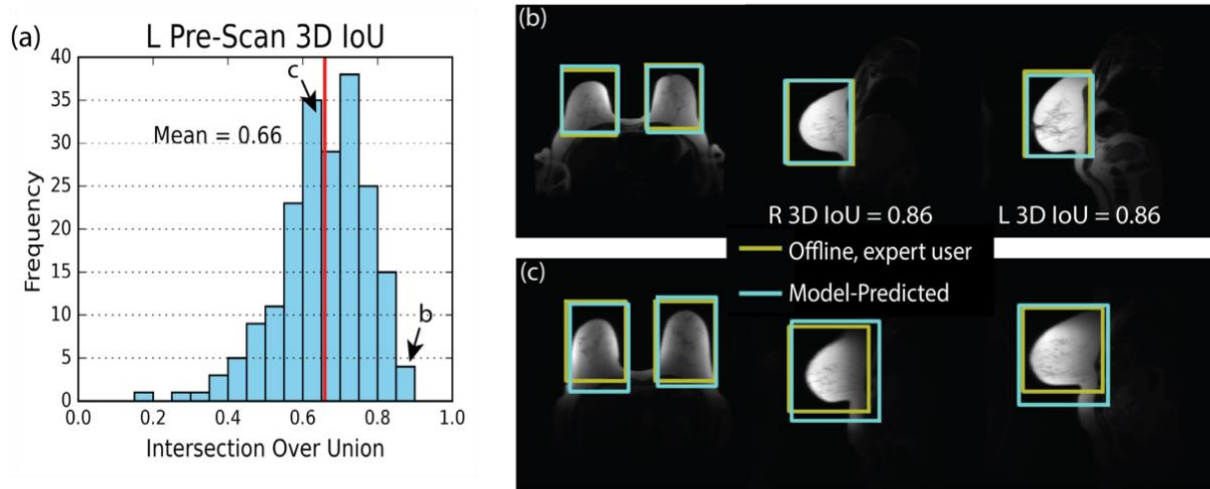 (a)
L Pre-Scan 3D IoU
40
35
30
25
20
15
10
5
0
Frequency
c
Mean = 0.66
b
0.0 0.2 0.4 0.6 0.8 1.0
Intersection Over Union
(b)
R 3D IoU = 0.86
L 3D IoU = 0.86
Offline, expert user
Model-Predicted
(c)